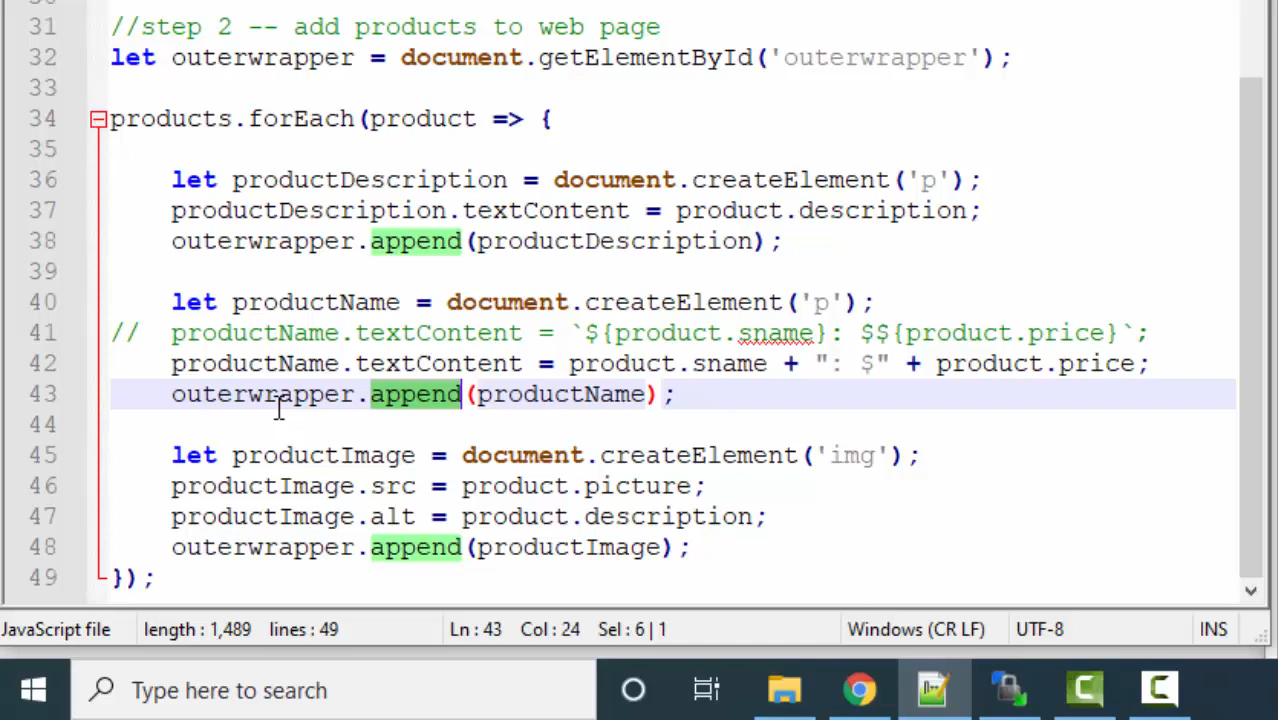 31 //step 2 -- add products to web page
32 let outerwrapper = document.getElementById('outerwrapper');
33
34 products.forEach(product => {
35
36 let productDescription = document.createElement('p');
37 productDescription.textContent = product.description;
38 outerwrapper.append(productDescription);
39
40 let productName = document.createElement('p');
41 // productName.textContent = `${product.sname}: $${product.price}`;
42 productName.textContent = product.sname + ": $" + product.price;
43 outerwrapper.append(productName);
44
45 let productImage = document.createElement('img');
46 productImage.src = product.picture;
47 productImage.alt = product.description;
48 outerwrapper.append(productImage);
49 });
JavaScript file length : 1,489 lines : 49 Ln : 43 Col : 24 Sel : 6 | 1 Windows (CR LF) UTF-8 INS
Type here to search